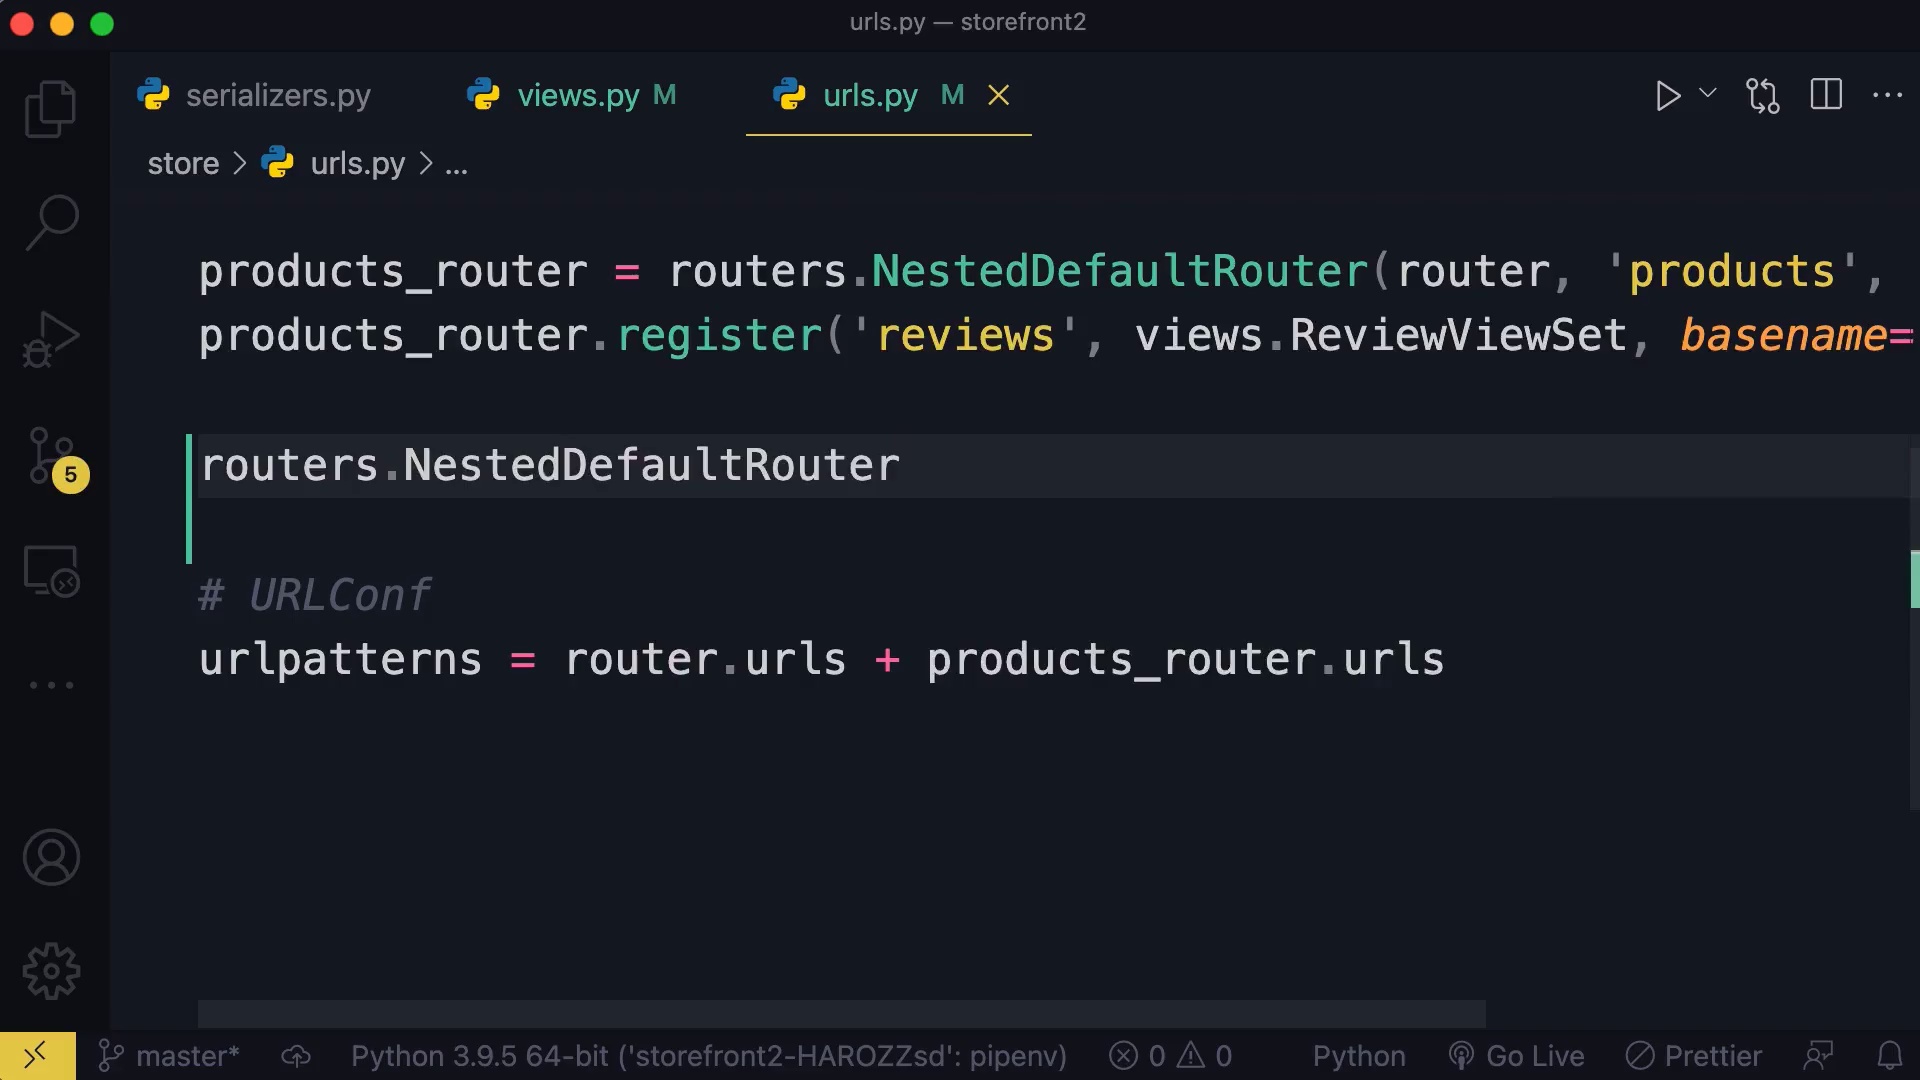 urls.py — storefront2
serializers.py
views.py M
urls.py M
store > urls.py > ...
products_router = routers.NestedDefaultRouter(router, 'products',
products_router.register('reviews', views.ReviewViewSet, basename=
routers.NestedDefaultRouter
# URLConf
urlpatterns = router.urls + products_router.urls
5
master* Python 3.9.5 64-bit ('storefront2-HAROZZsd': pipenv) 0 0 Python Go Live Prettier